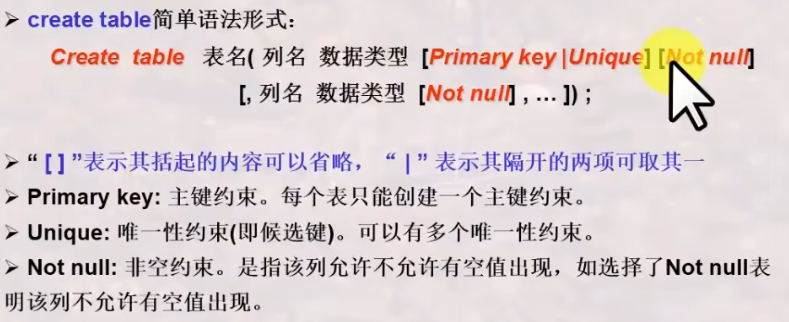 ➢ create table简单语法形式：
Create table 表名( 列名 数据类型 [Primary key |Unique] [Not null]
[, 列名 数据类型 [Not null] , … ]) ;
➢ “ [ ] ”表示其括起的内容可以省略，“ | ” 表示其隔开的两项可取其一
➢ Primary key: 主键约束。每个表只能创建一个主键约束。
➢ Unique: 唯一性约束(即候选键)。可以有多个唯一性约束。
➢ Not null: 非空约束。是指该列允许不允许有空值出现，如选择了Not null表
明该列不允许有空值出现。